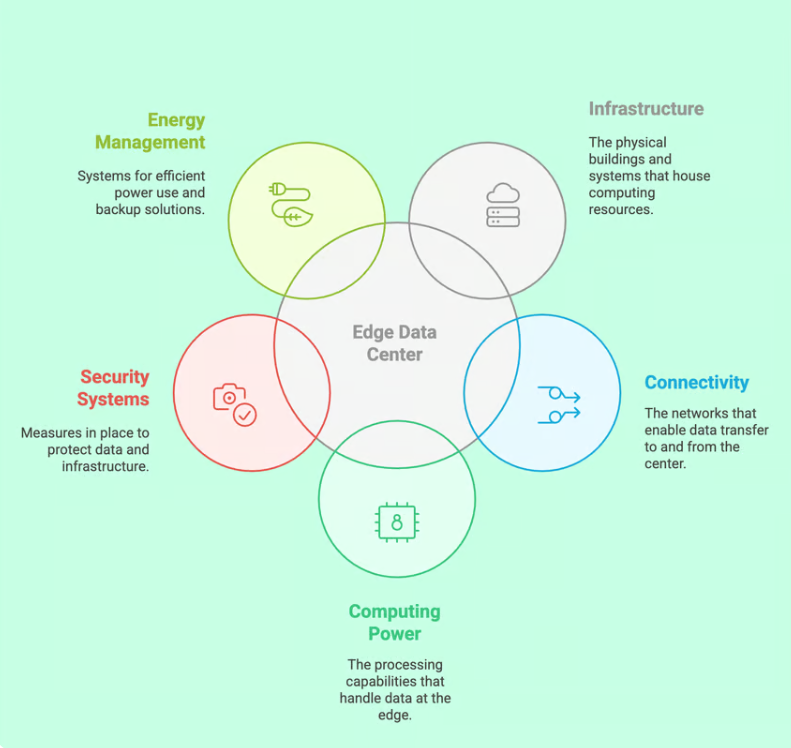 Energy
Management
Systems for efficient
power use and
backup solutions.
Infrastructure
The physical
buildings and
systems that house
computing
resources.
Edge Data
Center
Security
Systems
Measures in place to
protect data and
infrastructure.
Connectivity
The networks that
enable data transfer
to and from the
center.
Computing
Power
The processing
capabilities that
handle data at the
edge.